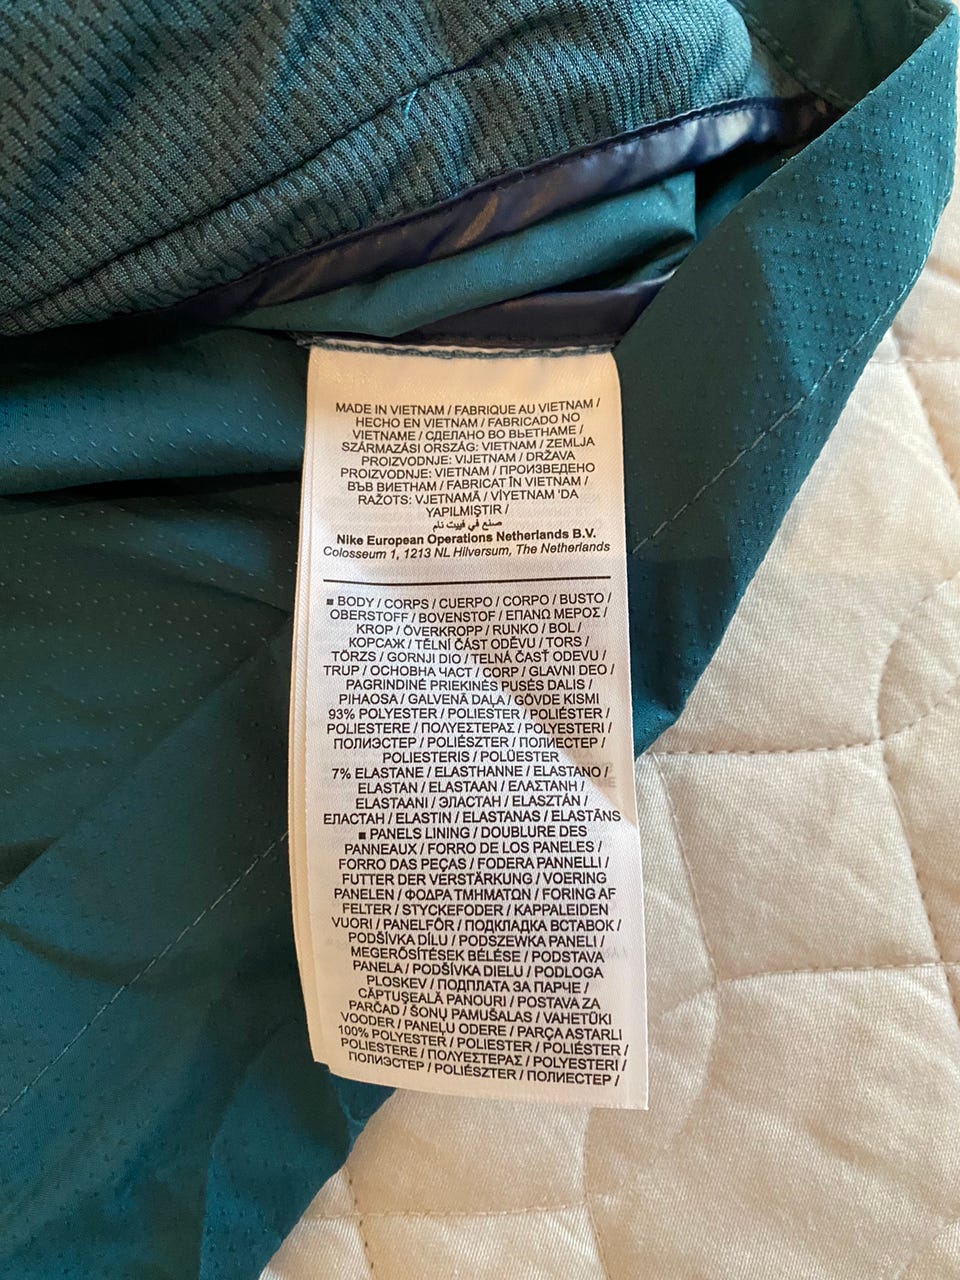 MADE IN VIETNAM / FABRIQUE AU VIETNAM /
HECHO EN VIETNAM / FABRICADO NO
VIETNAME / СДЕЛАНО ВО ВЬЕТНАМЕ /
SZÁRMAZÁSI ORSZÁG: VIETNAM / ZEMLJA
PROIZVODNJE: VIJETNAM / DRŽAVA
PROIZVODNJE: VIETNAM / ПРОИЗВЕДЕНО
ВЪВ ВИЕТНАМ / FABRICAT ÎN VIETNAM /
RAŽOTS: VJETNAMĀ / VİYETNAM 'DA
YAPILMIŞTIR /
صنع في فييت نام
Nike European Operations Netherlands B.V.
Colosseum 1, 1213 NL Hilversum, The Netherlands
■ BODY / CORPS / CUERPO / CORPO / BUSTO /
OBERSTOFF / BOVENSTOF / ΕΠΑΝΩ ΜΕΡΟΣ /
KROP / ÖVERKROPP / RUNKO / BOL /
КОРСАЖ / TĚLNÍ ČÁST ODĚVU / TORS /
TÖRZS / GORNJI DIO / TELNÁ ČASŤ ODEVU /
TRUP / ОСНОВНА ЧАСТ / CORP / GLAVNI DEO /
PAGRINDINĖ PRIEKINĖS PUSĖS DALIS /
PIHAOSA / GALVENĀ DAĻA / GÖVDE KISMI
93% POLYESTER / POLIESTER / POLIÉSTER /
POLIESTERE / ΠΟΛΥΕΣΤΕΡΑΣ / POLYESTERI /
ПОЛИЭСТЕР / POLIÉSZTER / ПОЛИЕСТЕР /
POLIESTERIS / POLÜESTER
7% ELASTANE / ELASTHANNE / ELASTANO /
ELASTAN / ELASTAAN / ΕΛΑΣΤΑΝΗ /
ELASTAANI / ЭЛАСТАН / ELASZTÁN /
ЕЛАСТАН / ELASTIN / ELASTANAS / ELASTĀNS
■ PANELS LINING / DOUBLURE DES
PANNEAUX / FORRO DE LOS PANELES /
FORRO DAS PEÇAS / FODERA PANNELLI /
FUTTER DER VERSTÄRKUNG / VOERING
PANELEN / ΦΟΔΡΑ ΤΜΗΜΑΤΩΝ / FORING AF
FELTER / STYCKEFODER / KAPPALEIDEN
VUORI / PANELFÔR / ПОДКЛАДКА ВСТАВОК /
PODŠÍVKA DÍLU / PODSZEWKA PANELI /
MEGERŐSÍTÉSEK BÉLÉSE / PODSTAVA
PANELA / PODŠÍVKA DIELU / PODLOGA
PLOSKEV / ПОДПЛАТА ЗА ПАРЧЕ /
CĂPTUŞEALĂ PANOURI / POSTAVA ZA
PARČAD / ŠONŲ PAMUŠALAS / VAHETÜKI
VOODER / PANEĻU ODERE / PARÇA ASTARLI
100% POLYESTER / POLIESTER / POLIÉSTER /
POLIESTERE / ΠΟΛΥΕΣΤΕΡΑΣ / POLYESTERI /
ПОЛИЭСТЕР / POLIÉSZTER / ПОЛИЕСТЕР /